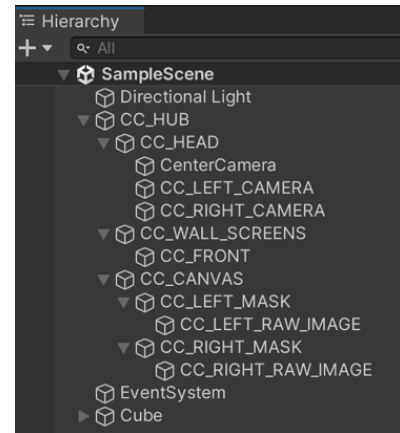 Hierarchy
All
SampleScene
Directional Light
CC_HUB
CC_HEAD
CenterCamera
CC_LEFT_CAMERA
CC_RIGHT_CAMERA
CC_WALL_SCREENS
CC_FRONT
CC_CANVAS
CC_LEFT_MASK
CC_LEFT_RAW_IMAGE
CC_RIGHT_MASK
CC_RIGHT_RAW_IMAGE
EventSystem
Cube